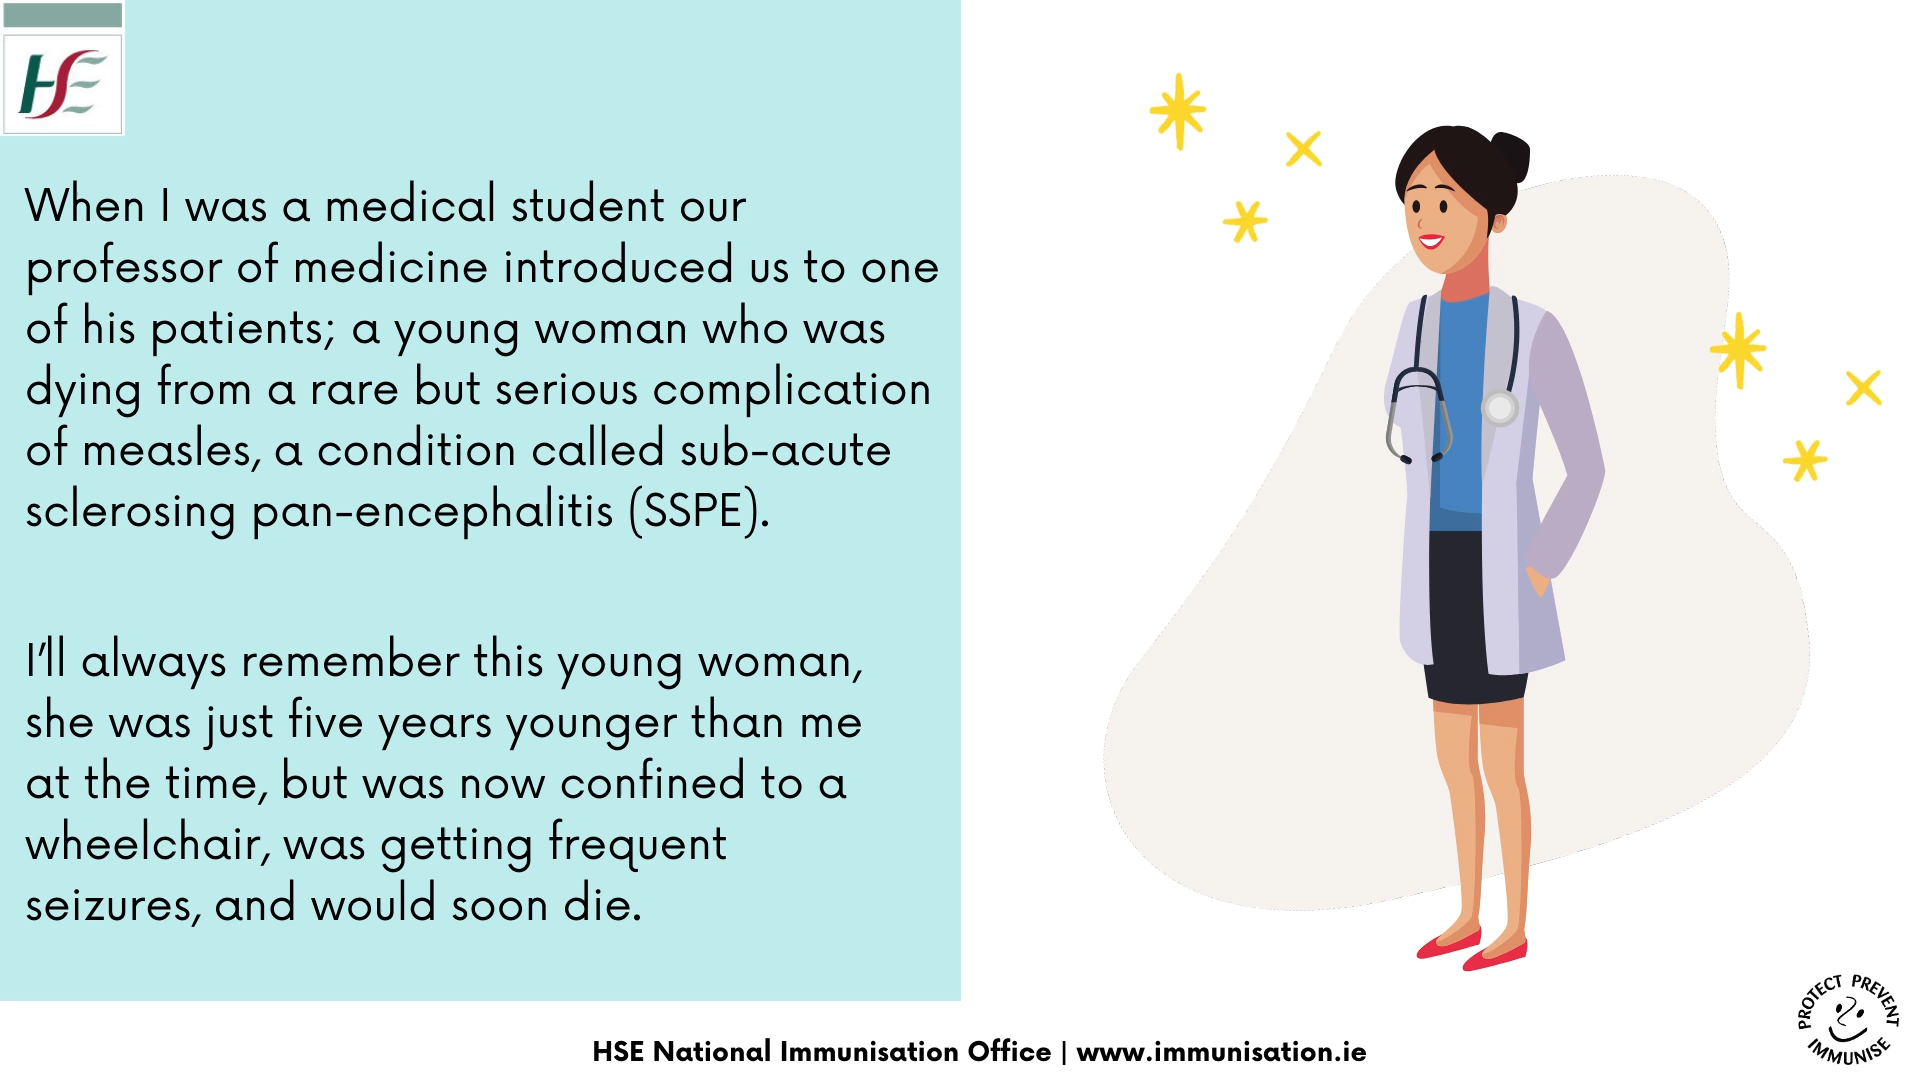 HSE
When I was a medical student our
professor of medicine introduced us to one
of his patients; a young woman who was
dying from a rare but serious complication
of measles, a condition called sub-acute
sclerosing pan-encephalitis (SSPE).
I'll always remember this young woman,
she was just five years younger than me
at the time, but was now confined to a
wheelchair, was getting frequent
seizures, and would soon die.
HSE National Immunisation Office | www.immunisation.ie
PROTECT PREVENT
IMMUNISE